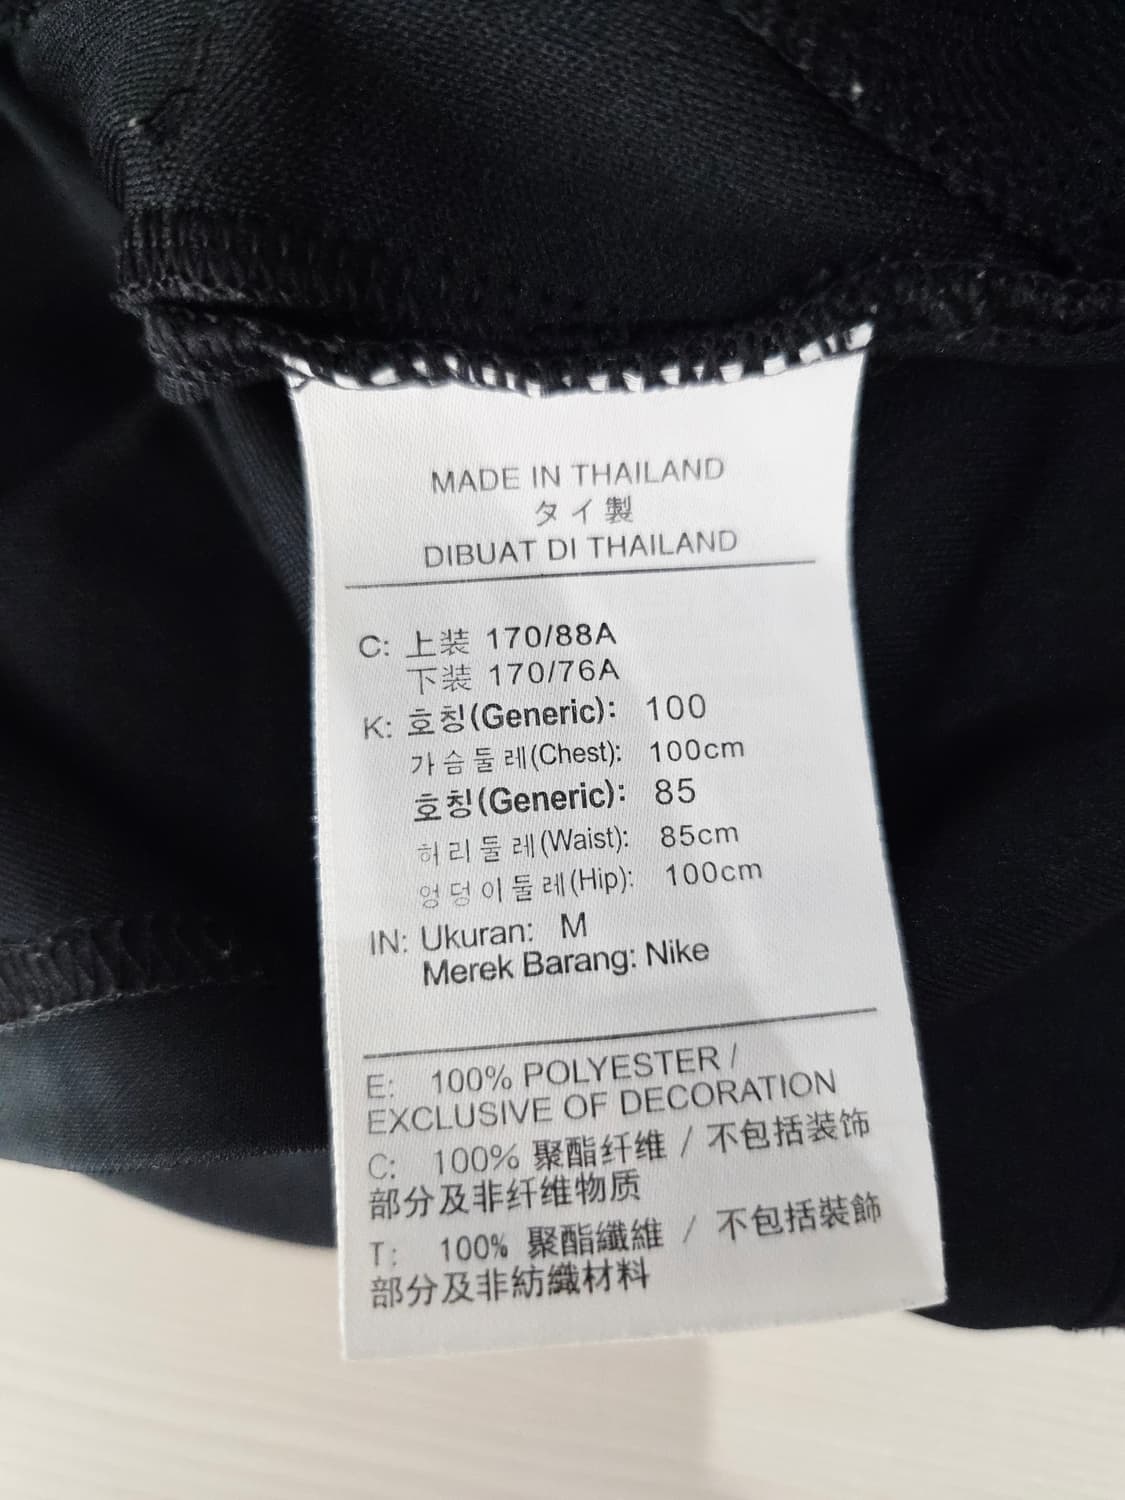 MADE IN THAILAND
タイ製
DIBUAT DI THAILAND
C: 上装 170/88A
下装 170/76A
K: 호칭(Generic): 100
가슴둘레(Chest): 100cm
호칭(Generic): 85
허리둘레(Waist): 85cm
엉덩이둘레(Hip): 100cm
IN: Ukuran: M
Merek Barang: Nike
E: 100% POLYESTER /
EXCLUSIVE OF DECORATION
C: 100% 聚酯纤维 / 不包括装饰
部分及非纤维物质
T: 100% 聚酯纖維 / 不包括裝飾
部分及非紡織材料